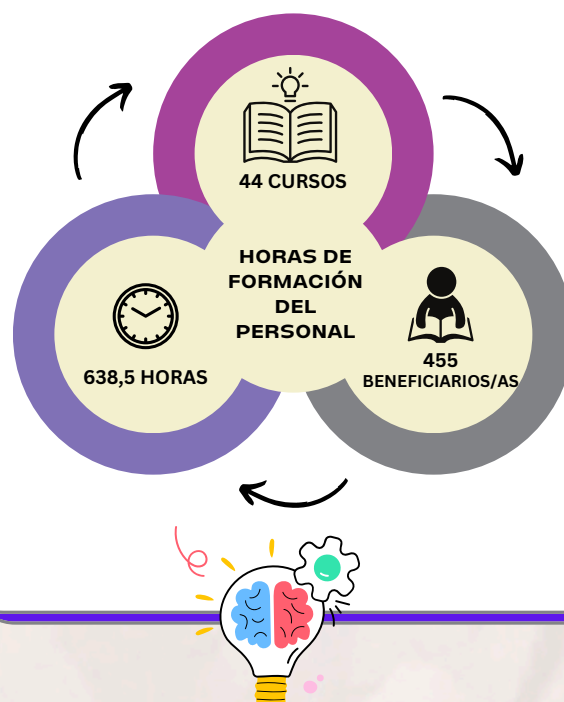 44 CURSOS
HORAS DE
FORMACIÓN
DEL
PERSONAL
638,5 HORAS
455
BENEFICIARIOS/AS